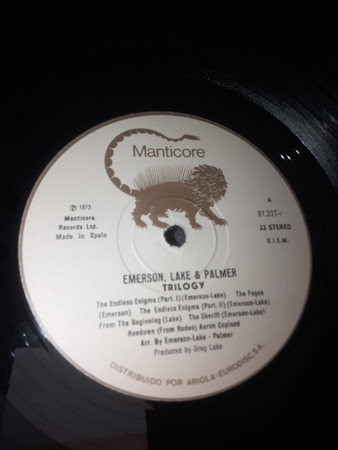 Manticore
Ⓟ 1973
Manticore.
Records Ltd.
Made in Spain
A
87.227-I
33 STEREO
B.I.E.M.
EMERSON, LAKE & PALMER
TRILOGY
The Endless Enigma (Part. I) (Emerson-Lake) The Fugue
(Emerson) The Endless Enigma (Part II) (Emerson-Lake)
From The Beginning (Lake) The Sheriff (Emerson-Lake)
Hoedown (From Rodeo) Aaron Copland
Arr. By Emerson-Lake - Palmer
Produced by Greg Lake
DISTRIBUIDO POR ARIOLA-EURODISC, S.A.